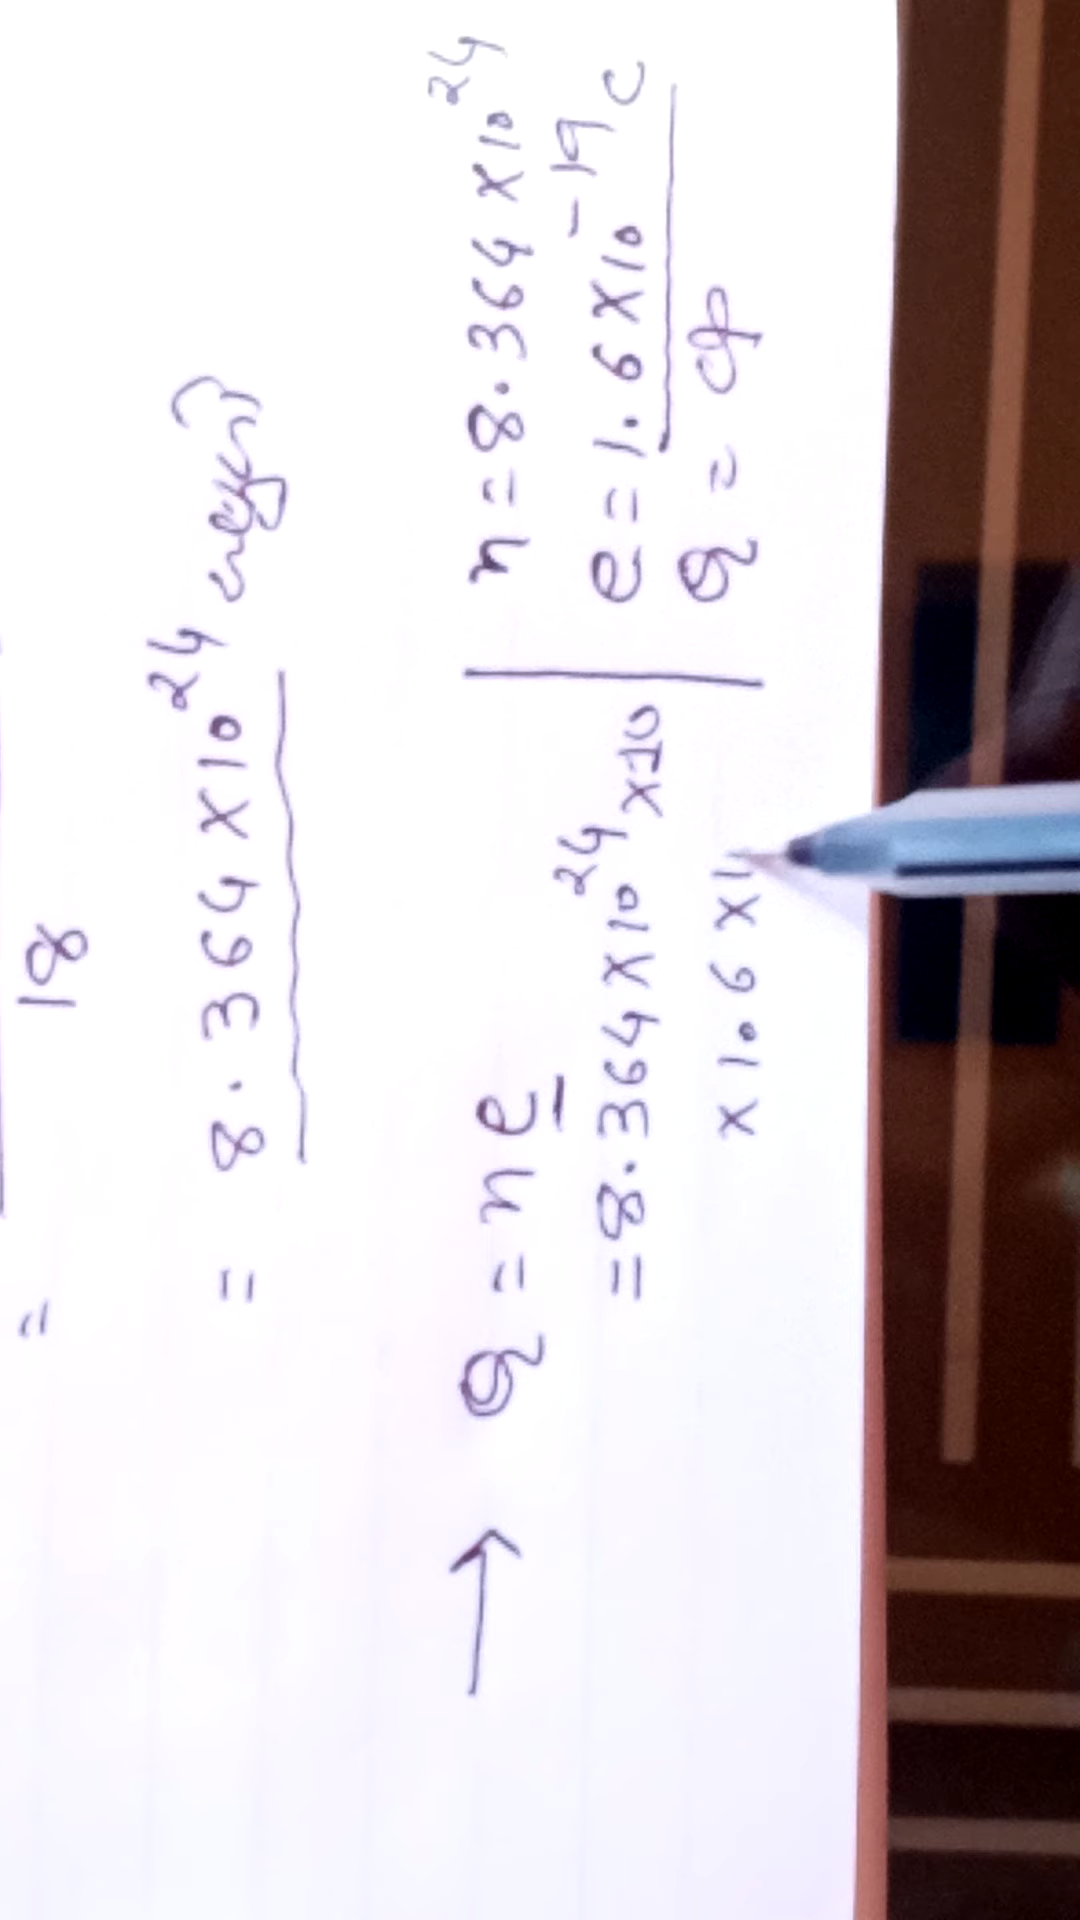 =
18
= 8.364 X 10^24
→ q = ne
= 8.364 X 10^24 X 10
X 1.6 X 1
n = 8.364 X 10^24
e = 1.6 X 10^-19 C
q =